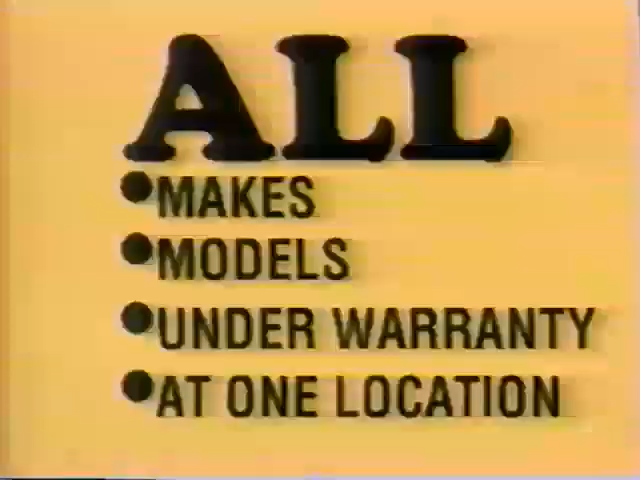 ALL
•MAKES
•MODELS
•UNDER WARRANTY
•AT ONE LOCATION